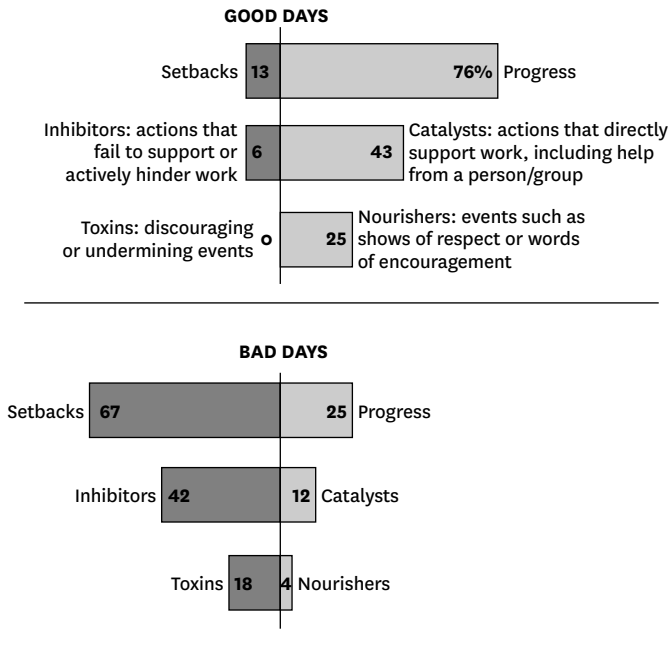 GOOD DAYS
Setbacks 13 76% Progress
Inhibitors: actions that
fail to support or
actively hinder work
6 43
Catalysts: actions that directly
support work, including help
from a person/group
Toxins: discouraging
or undermining events
0 25
Nourishers: events such as
shows of respect or words
of encouragement
BAD DAYS
Setbacks 67 25 Progress
Inhibitors 42 12 Catalysts
Toxins 18 4 Nourishers